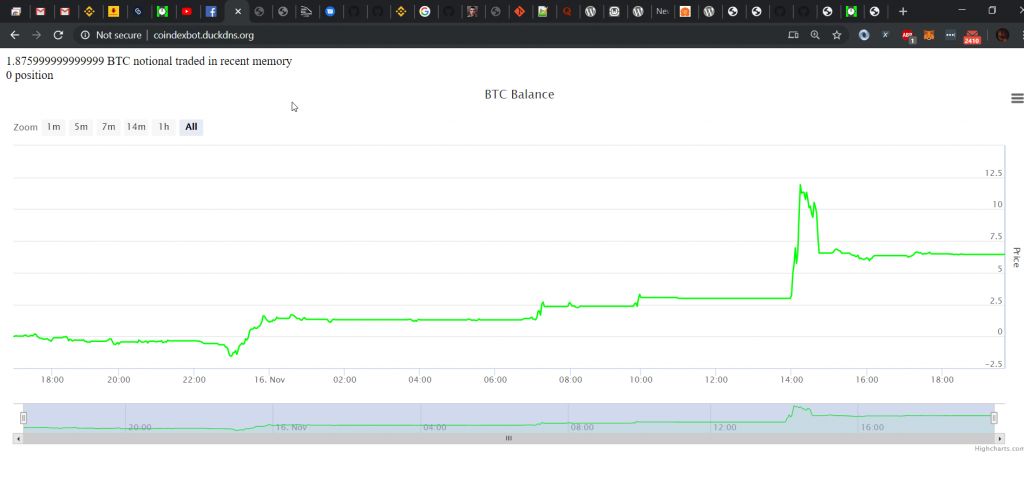 Nev
Not secure | coindexbot.duckdns.org
ABP
1
2410
1.875999999999999 BTC notional traded in recent memory
0 position
BTC Balance
Zoom 1m 5m 7m 14m 1h All
12.5
10
7.5
5
2.5
0
−2.5
Price
18:00 20:00 22:00 16. Nov 02:00 04:00 06:00 08:00 10:00 12:00 14:00 16:00 18:00
20:00 16. Nov 04:00 08:00 12:00 16:00
Highcharts.com